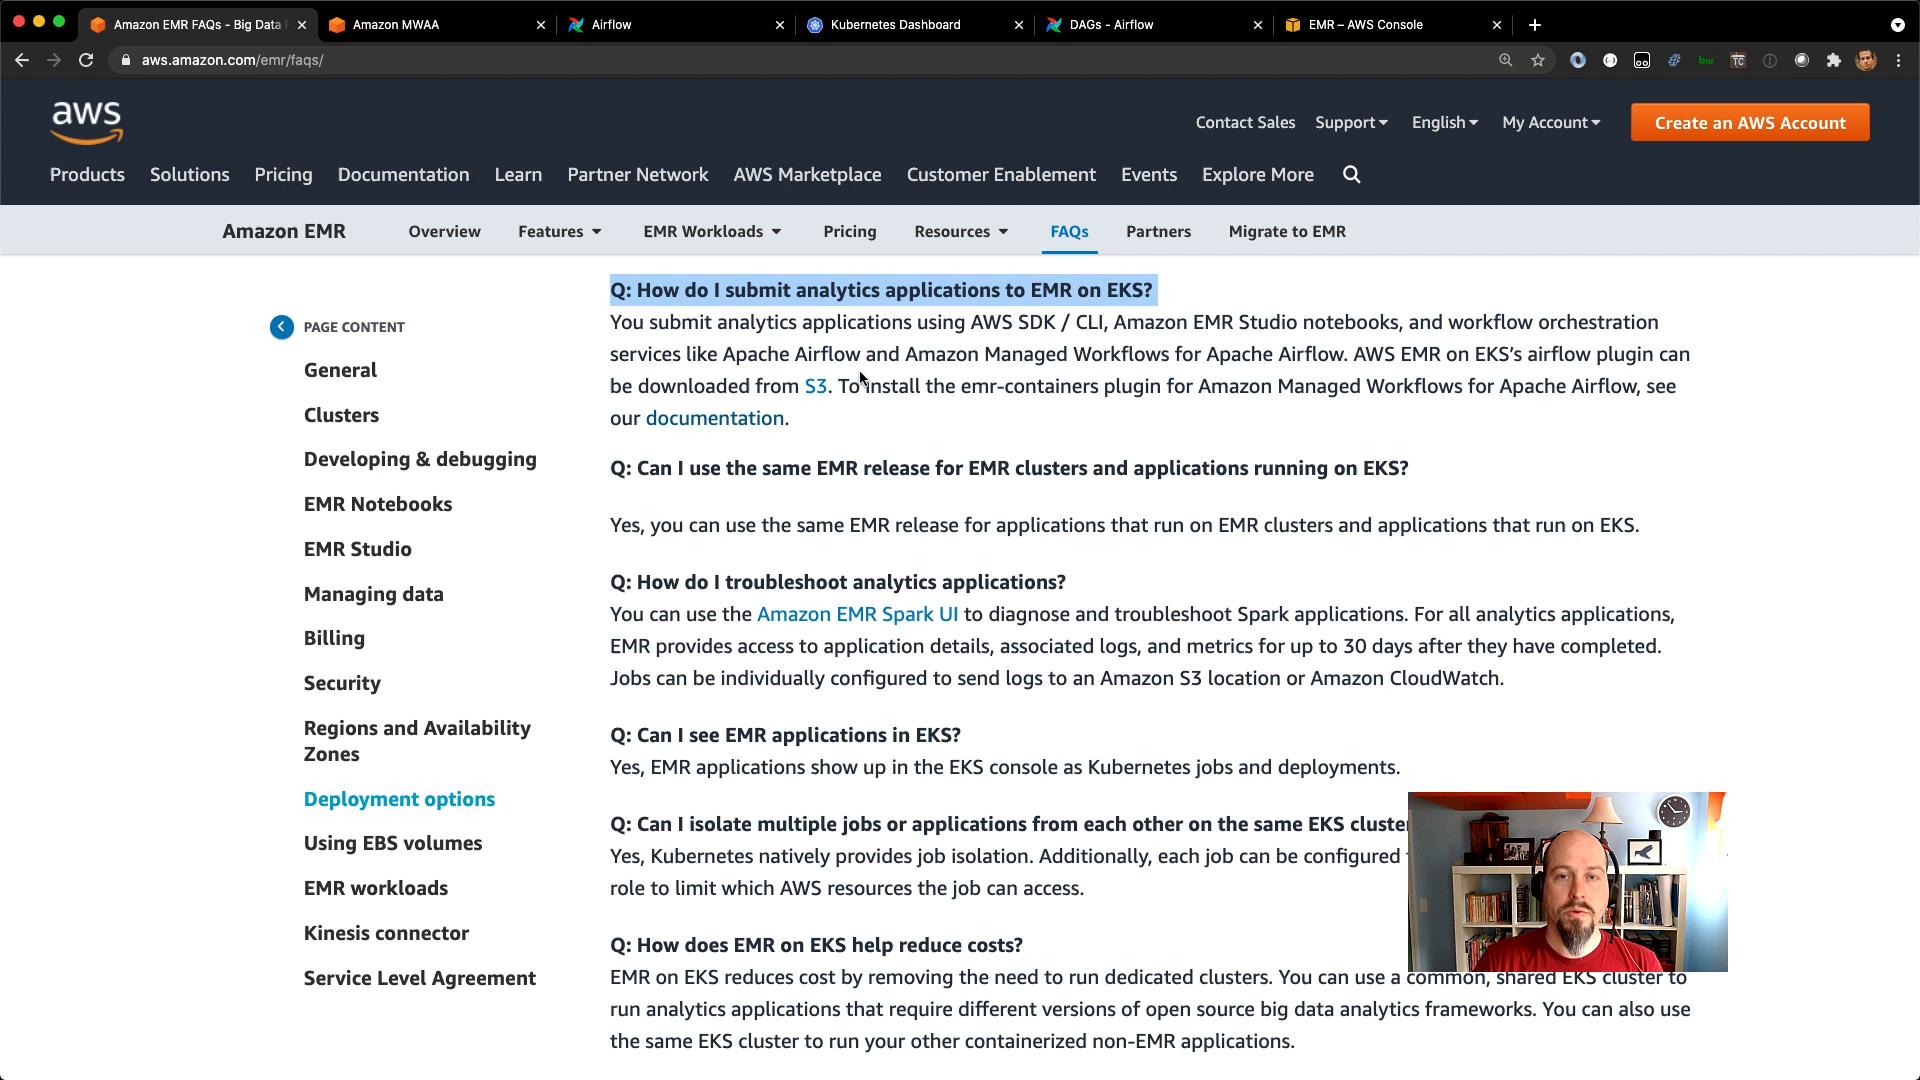 Amazon EMR FAQs - Big Data
Amazon MWAA
Airflow
Kubernetes Dashboard
DAGs - Airflow
EMR – AWS Console
aws.amazon.com/emr/faqs/
aws
Contact Sales
Support
English
My Account
Create an AWS Account
Products
Solutions
Pricing
Documentation
Learn
Partner Network
AWS Marketplace
Customer Enablement
Events
Explore More
Amazon EMR
Overview
Features
EMR Workloads
Pricing
Resources
FAQs
Partners
Migrate to EMR
PAGE CONTENT
General
Clusters
Developing & debugging
EMR Notebooks
EMR Studio
Managing data
Billing
Security
Regions and Availability
Zones
Deployment options
Using EBS volumes
EMR workloads
Kinesis connector
Service Level Agreement
Q: How do I submit analytics applications to EMR on EKS?
You submit analytics applications using AWS SDK / CLI, Amazon EMR Studio notebooks, and workflow orchestration
services like Apache Airflow and Amazon Managed Workflows for Apache Airflow. AWS EMR on EKS’s airflow plugin can
be downloaded from S3. To install the emr-containers plugin for Amazon Managed Workflows for Apache Airflow, see
our documentation.
Q: Can I use the same EMR release for EMR clusters and applications running on EKS?
Yes, you can use the same EMR release for applications that run on EMR clusters and applications that run on EKS.
Q: How do I troubleshoot analytics applications?
You can use the Amazon EMR Spark UI to diagnose and troubleshoot Spark applications. For all analytics applications,
EMR provides access to application details, associated logs, and metrics for up to 30 days after they have completed.
Jobs can be individually configured to send logs to an Amazon S3 location or Amazon CloudWatch.
Q: Can I see EMR applications in EKS?
Yes, EMR applications show up in the EKS console as Kubernetes jobs and deployments.
Q: Can I isolate multiple jobs or applications from each other on the same EKS cluster
Yes, Kubernetes natively provides job isolation. Additionally, each job can be configured
role to limit which AWS resources the job can access.
Q: How does EMR on EKS help reduce costs?
EMR on EKS reduces cost by removing the need to run dedicated clusters. You can use a common, shared EKS cluster to
run analytics applications that require different versions of open source big data analytics frameworks. You can also use
the same EKS cluster to run your other containerized non-EMR applications.